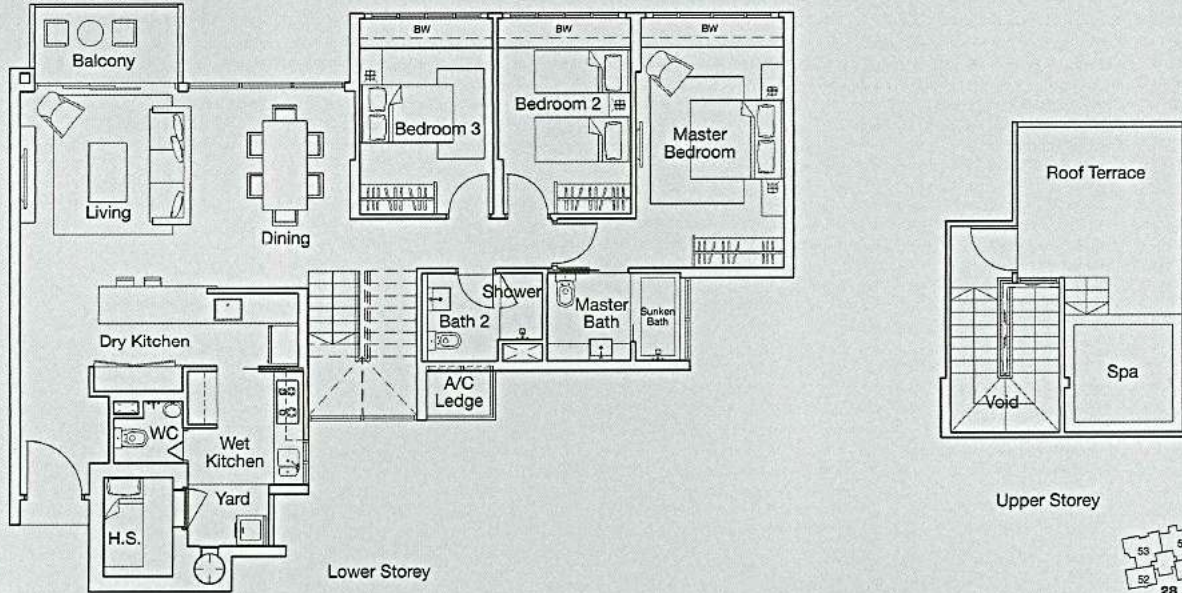 BW
BW
BW
Balcony
Bedroom 3
Bedroom 2
Master
Bedroom
Living
Dining
Roof Terrace
Shower
Bath 2
Master
Bath
Sunken
Bath
Dry Kitchen
A/C
Ledge
Spa
Void
WC
Wet
Kitchen
Yard
H.S.
Lower Storey
Upper Storey
53
52
28